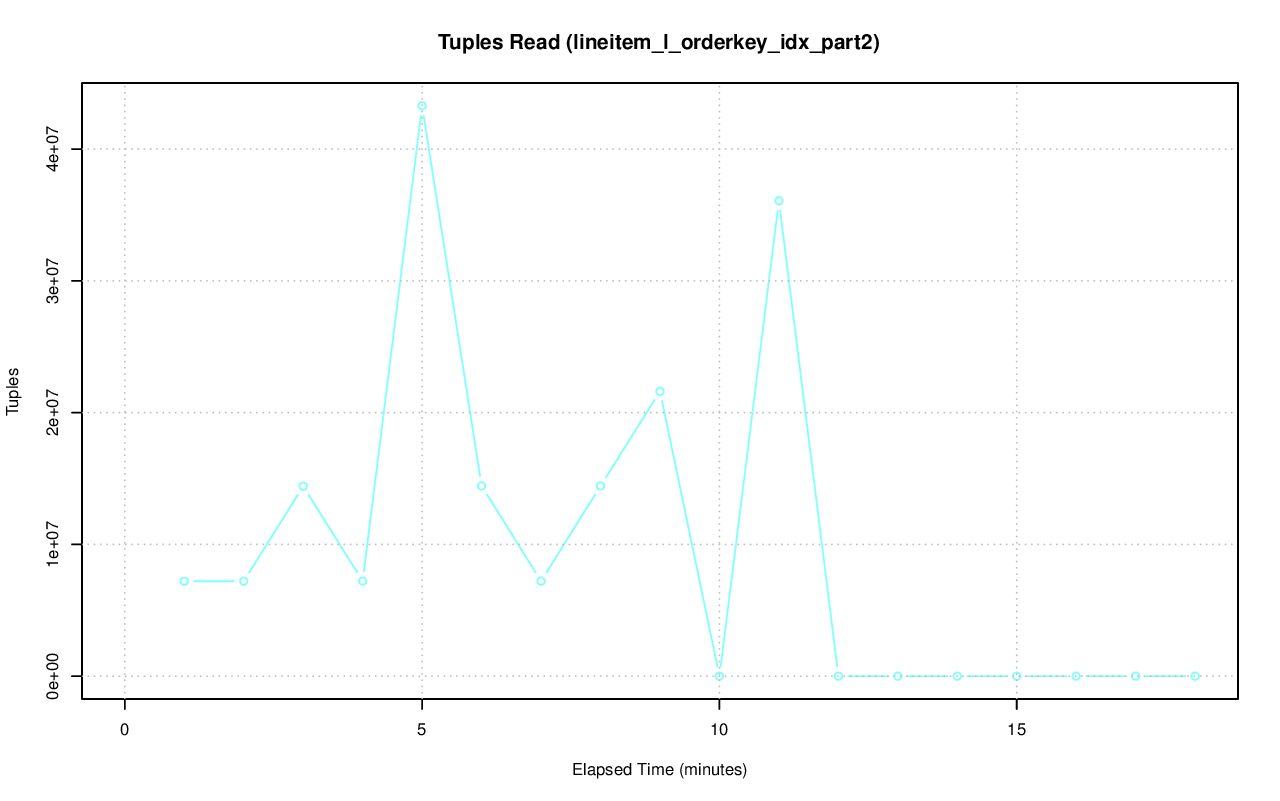 Tuples Read (lineitem_l_orderkey_idx_part2)
Tuples
4e+07
3e+07
2e+07
1e+07
0e+00
0 5 10 15
Elapsed Time (minutes)